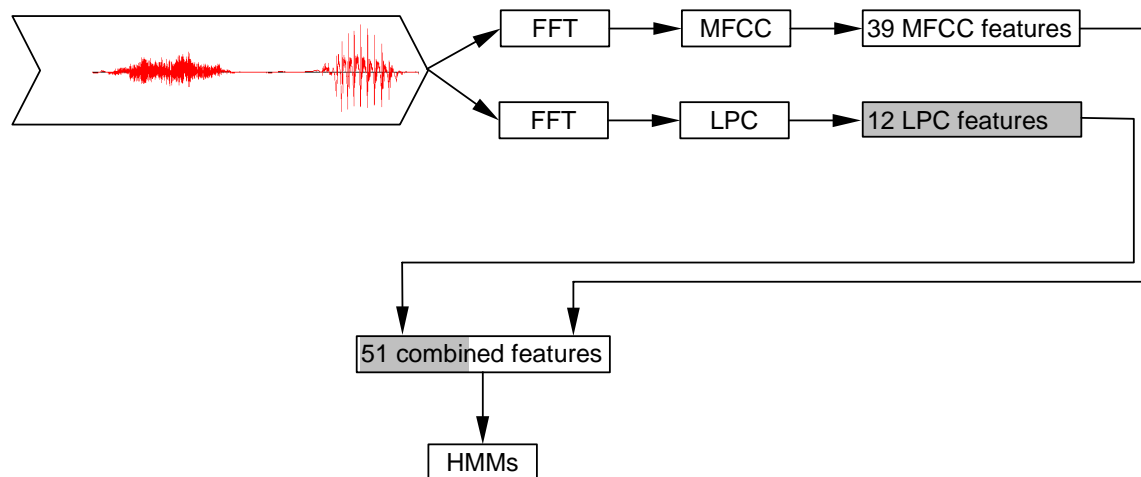 FFT
MFCC
39 MFCC features
FFT
LPC
12 LPC features
51 combined features
HMMs